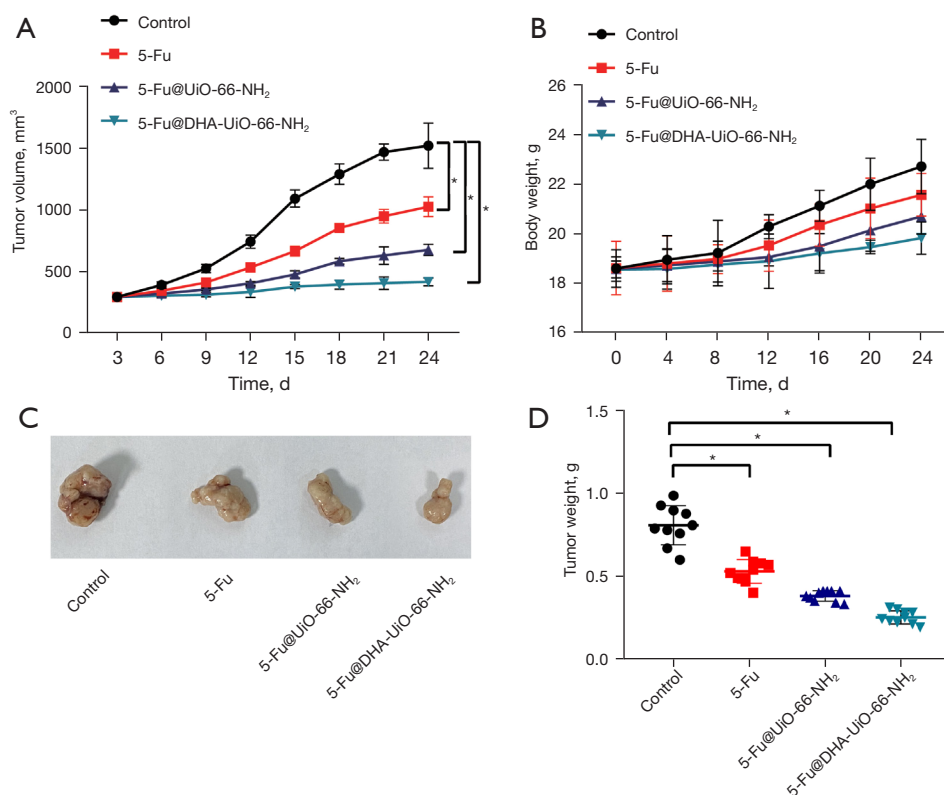 A
Control
5-Fu
5-Fu@UiO-66-NH₂
5-Fu@DHA-UiO-66-NH₂
2000
1500
1000
500
0
Tumor volume, mm³
3 6 9 12 15 18 21 24
Time, d
*
*
*
B
Control
5-Fu
5-Fu@UiO-66-NH₂
5-Fu@DHA-UiO-66-NH₂
26
24
22
20
18
16
Body weight, g
0 4 8 12 16 20 24
Time, d
C
Control
5-Fu
5-Fu@UiO-66-NH₂
5-Fu@DHA-UiO-66-NH₂
D
1.5
1.0
0.5
0.0
Tumor weight, g
*
*
*
Control
5-Fu
5-Fu@UiO-66-NH₂
5-Fu@DHA-UiO-66-NH₂